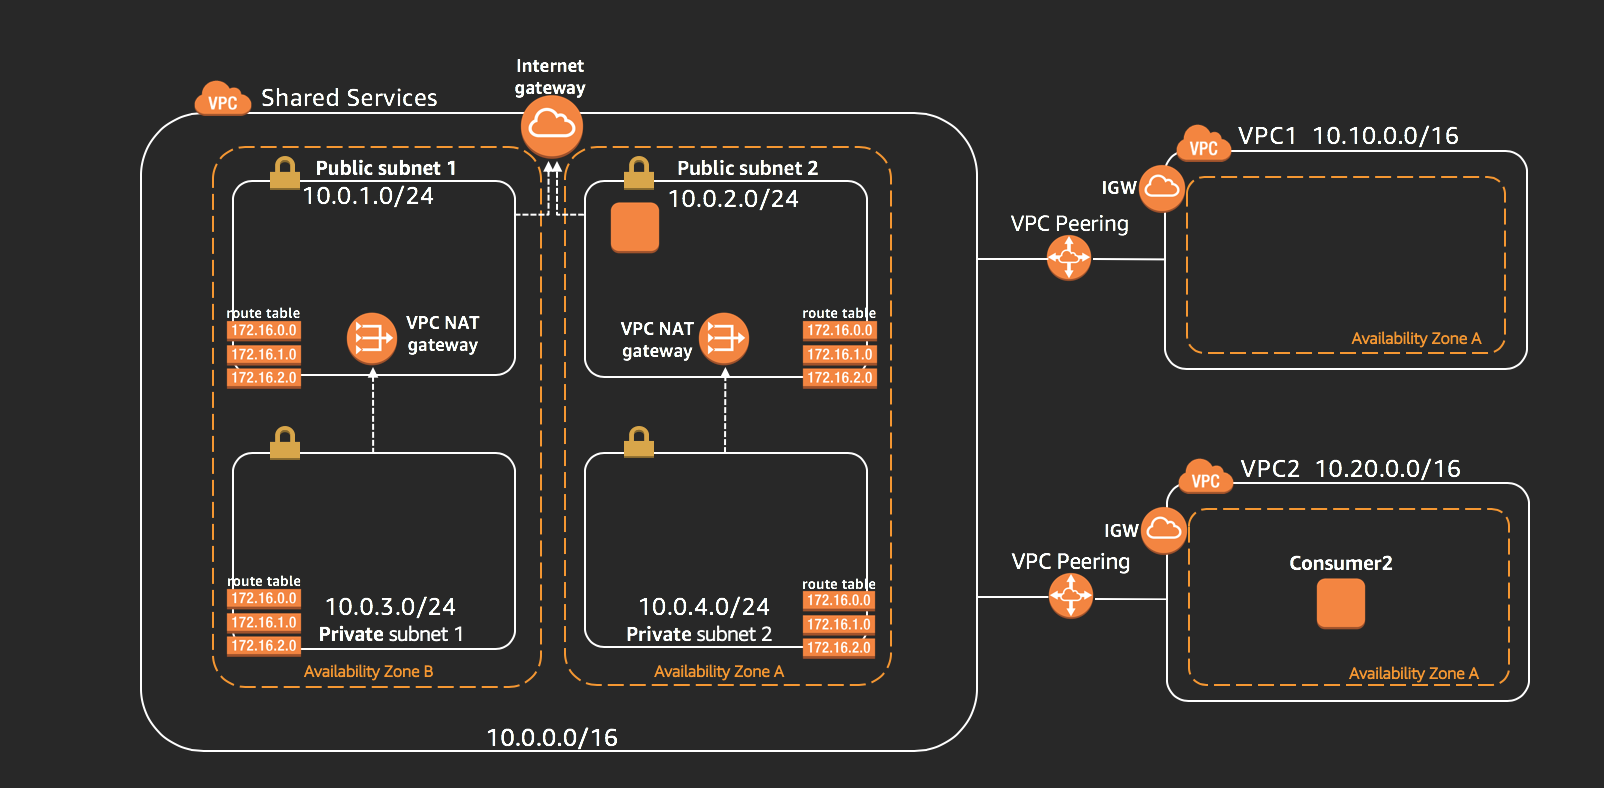 Internet
gateway
VPC
Shared Services
Public subnet 1
10.0.1.0/24
route table
172.16.0.0
172.16.1.0
172.16.2.0
VPC NAT
gateway
Public subnet 2
10.0.2.0/24
VPC NAT
gateway
route table
172.16.0.0
172.16.1.0
172.16.2.0
route table
172.16.0.0
172.16.1.0
172.16.2.0
10.0.3.0/24
Private subnet 1
Availability Zone B
10.0.4.0/24
Private subnet 2
route table
172.16.0.0
172.16.1.0
172.16.2.0
Availability Zone A
10.0.0.0/16
VPC
VPC1 10.10.0.0/16
IGW
VPC Peering
Availability Zone A
VPC
VPC2 10.20.0.0/16
IGW
VPC Peering
Consumer2
Availability Zone A